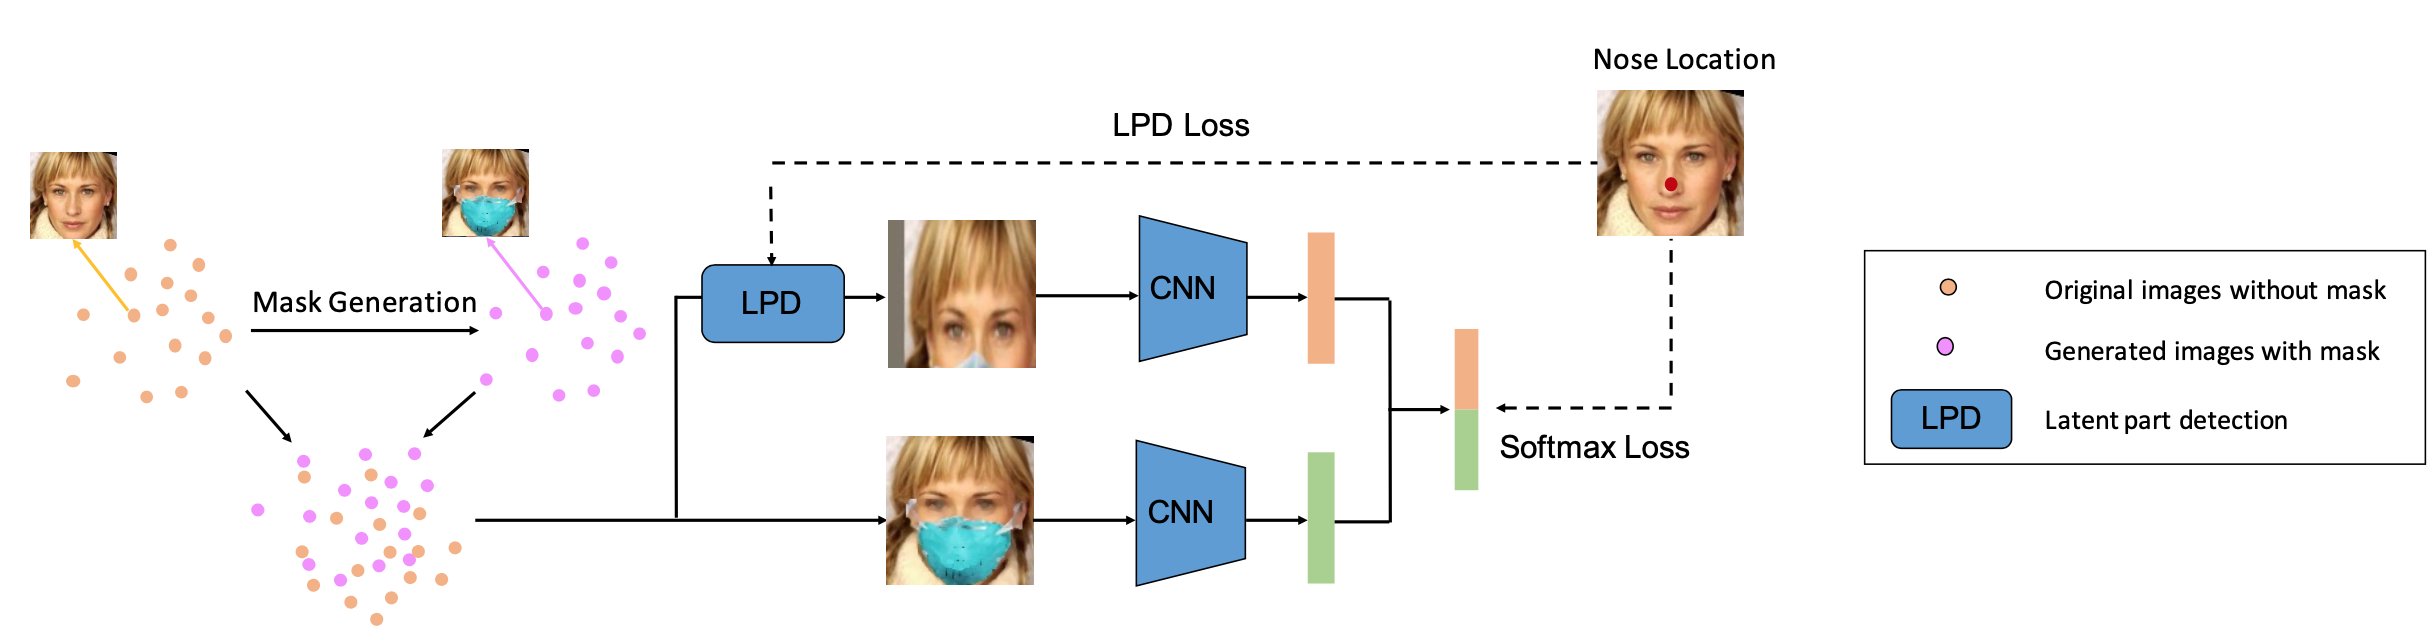 Nose Location
LPD Loss
Mask Generation
LPD
CNN
CNN
Softmax Loss
Original images without mask
Generated images with mask
LPD
Latent part detection